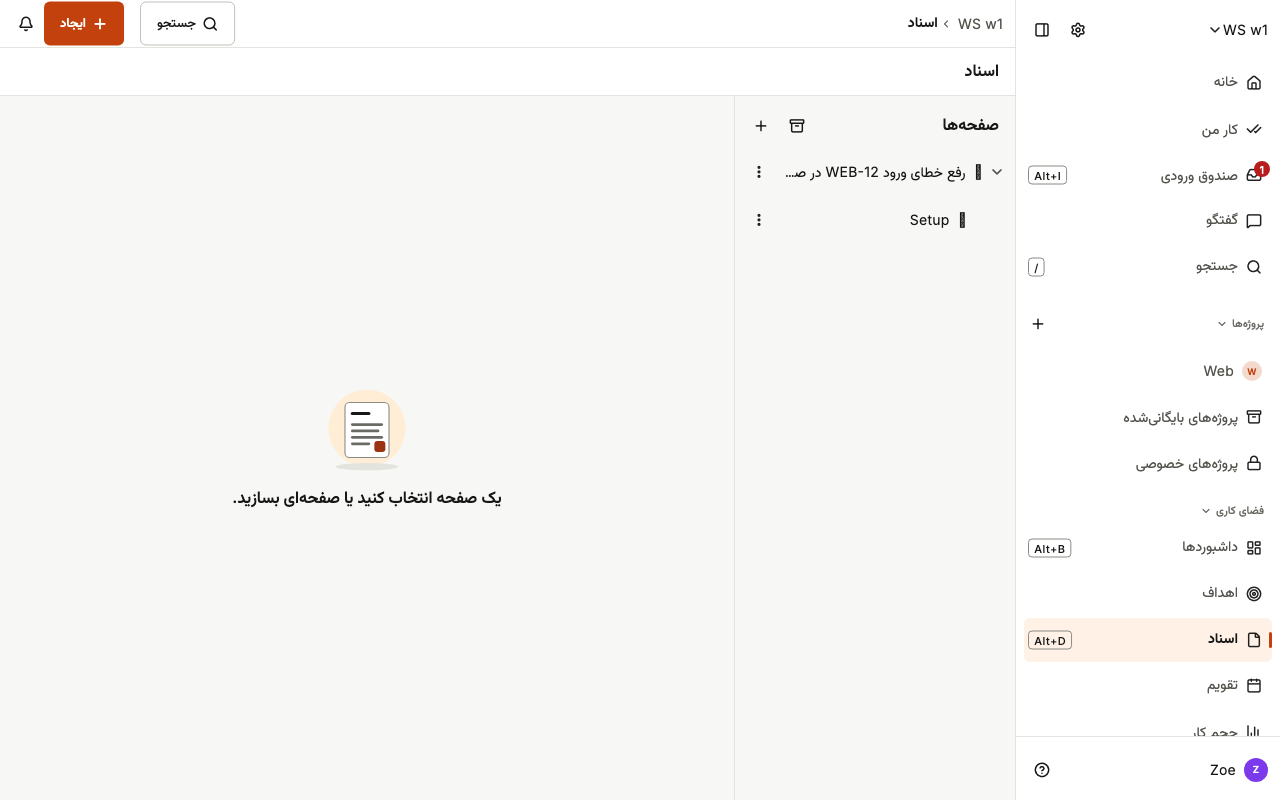 WS w1
خانه
کار من
1
صندوق ورودی
Alt+I
گفتگو
جستجو
/
پروژه‌ها
W
Web
پروژه‌های بایگانی‌شده
پروژه‌های خصوصی
فضای کاری
داشبوردها
Alt+B
اهداف
اسناد
Alt+D
تقویم
حجم کار
Z
Zoe
WS w1 › اسناد
جستجو
ایجاد
اسناد
صفحه‌ها
رفع خطای ورود WEB-12 در صـ...
Setup
یک صفحه انتخاب کنید یا صفحه‌ای بسازید.